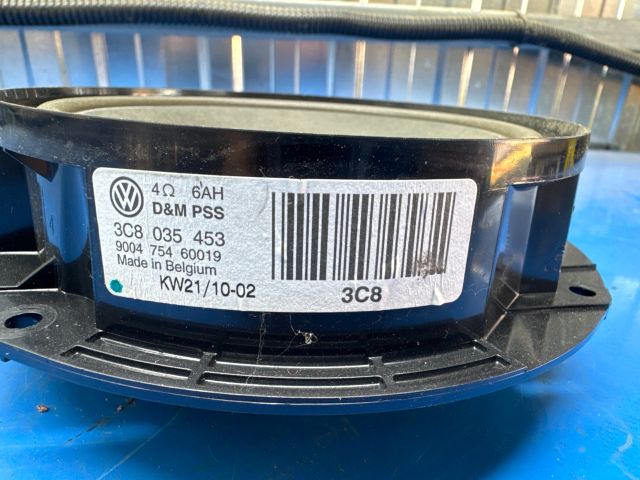 4Ω 6AH
D&M PSS
3C8 035 453
9004 754 60019
Made in Belgium
KW21/10-02
3C8